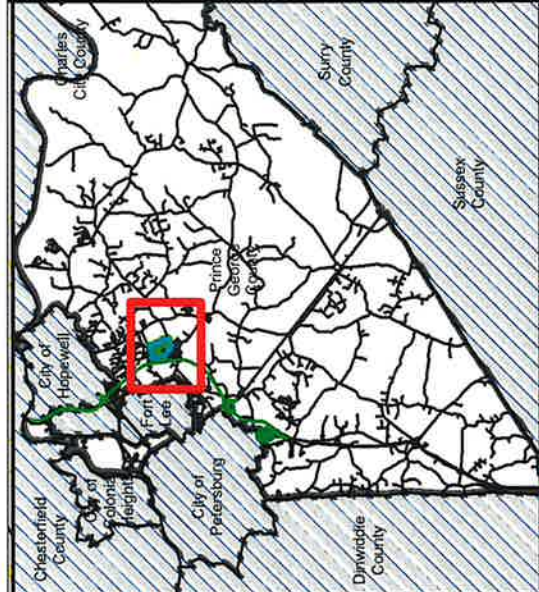 Charles
City County
Surry
County
Sussex
County
Prince
George
County
City of
Hopewell
Fort
Lee
City of
Colonial
Heights
Chesterfield
County
City of
Petersburg
Dinwiddie
County